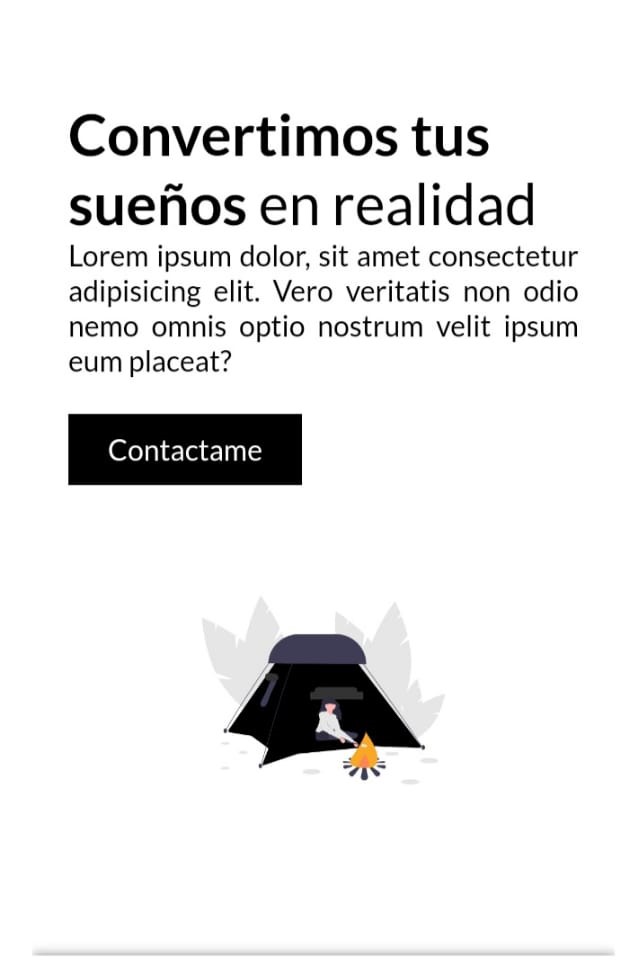 Convertimos tus
sueños en realidad
Lorem ipsum dolor, sit amet consectetur
adipisicing elit. Vero veritatis non odio
nemo omnis optio nostrum velit ipsum
eum placeat?
Contactame